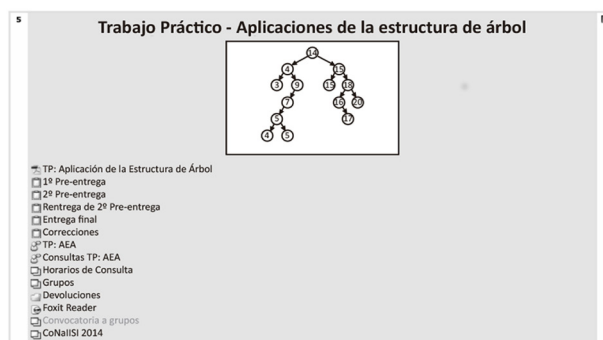 5
Trabajo Práctico - Aplicaciones de la estructura de árbol
14
4 15
3 9 15 18
7 16 20
5 17
4 5
TP: Aplicación de la Estructura de Árbol
1º Pre-entrega
2º Pre-entrega
Rentrega de 2º Pre-entrega
Entrega final
Correcciones
TP: AEA
Consultas TP: AEA
Horarios de Consulta
Grupos
Devoluciones
Foxit Reader
Convocatoria a grupos
CoNaIISI 2014